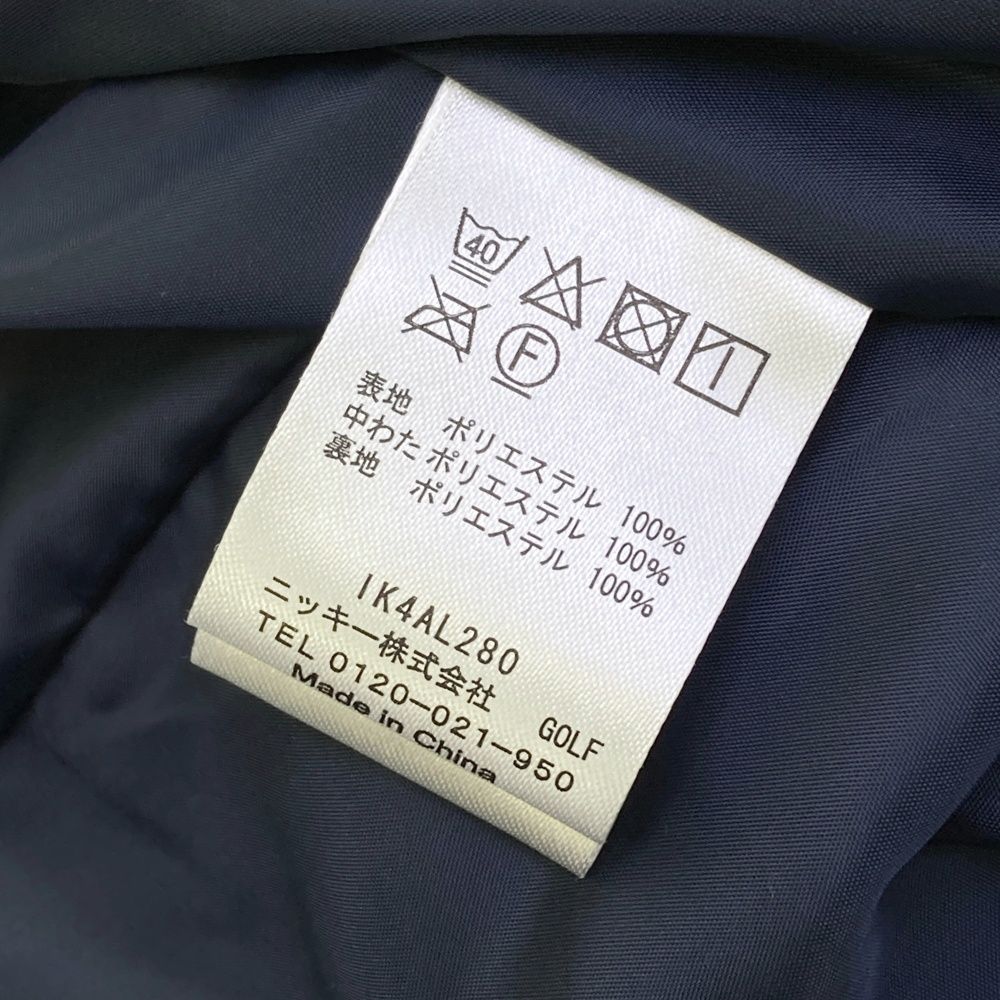 40
F
表地 ポリエステル 100%
中わた ポリエステル 100%
裏地 ポリエステル 100%
IK4AL280
ニッキー株式会社 GOLF
TEL 0120-021-950
Made in China